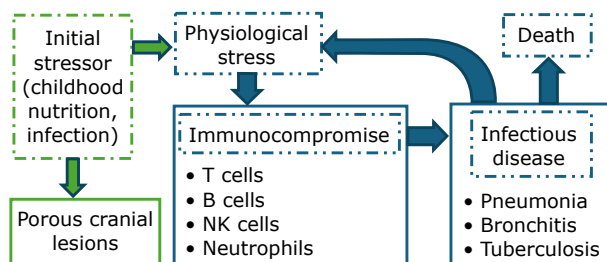 Initial
stressor
(childhood
nutrition,
infection)
Porous cranial
lesions
Physiological
stress
Immunocompromise
• T cells
• B cells
• NK cells
• Neutrophils
Death
Infectious
disease
• Pneumonia
• Bronchitis
• Tuberculosis